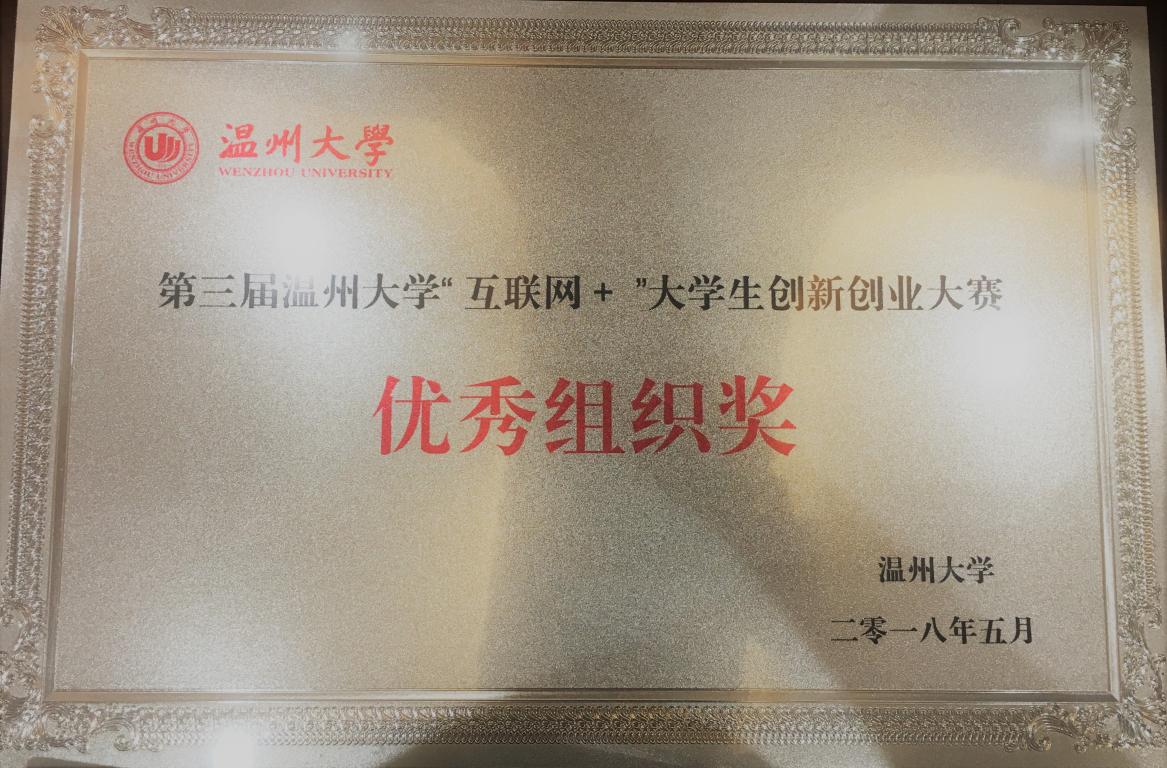 温州大學
WENZHOU UNIVERSITY
WENZHOU UNIVERSITY
第三届温州大学“互联网+ ”大学生创新创业大赛
优秀组织奖
温州大学
二零一八年五月